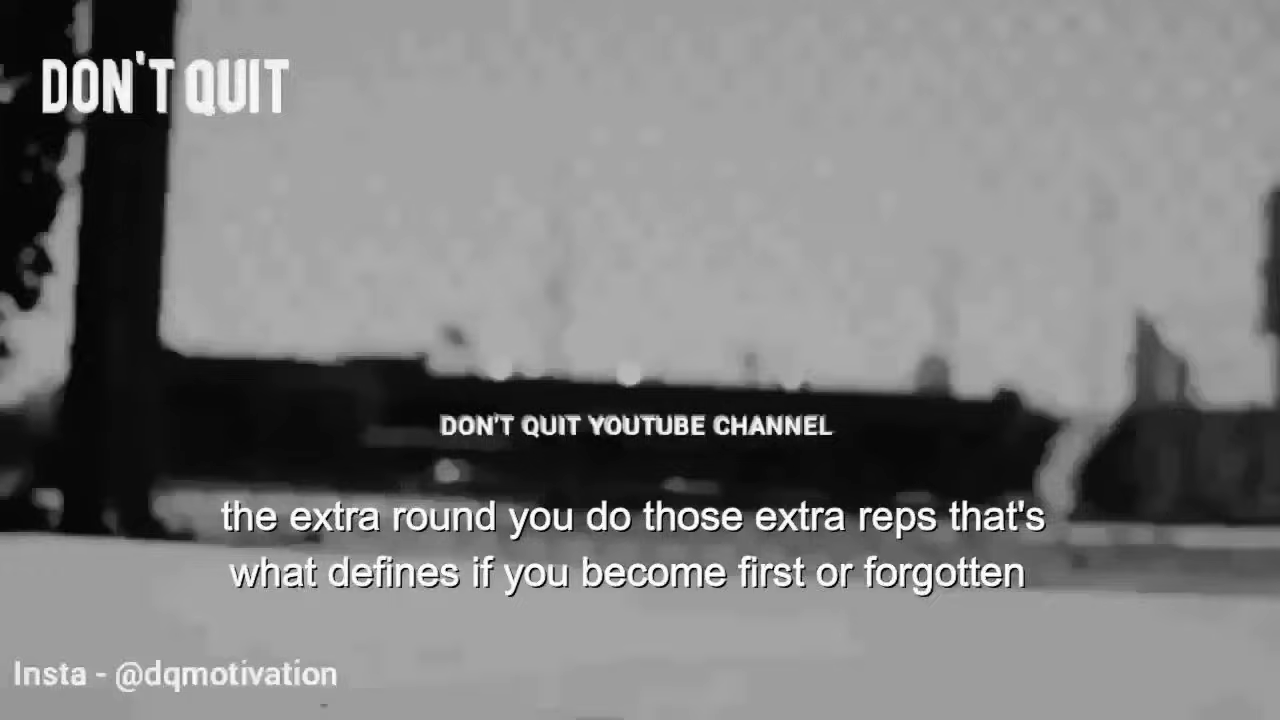 DON'T QUIT
DON'T QUIT YOUTUBE CHANNEL
the extra round you do those extra reps that's
what defines if you become first or forgotten
Insta - @dqmotivation